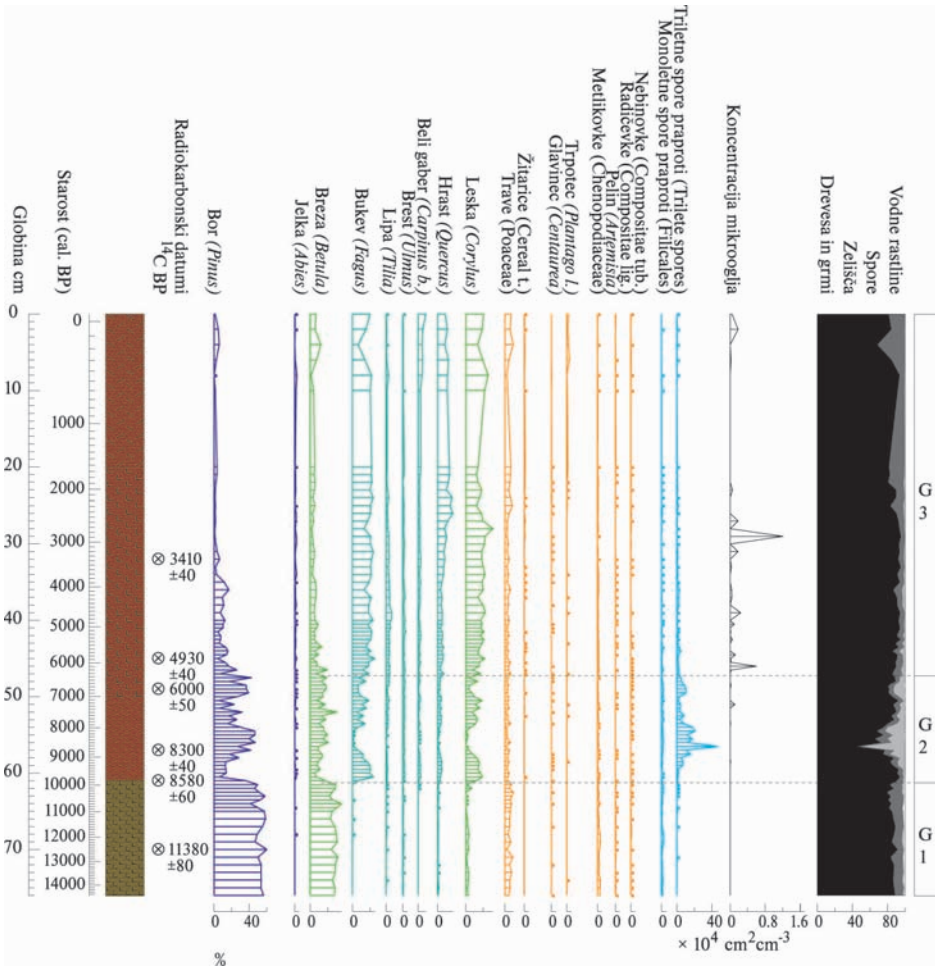 Globina cm
Starost (cal. BP)
Radiokarbonski datumi
¹⁴C BP
Bor (Pinus)
Jelka (Abies)
Breza (Betula)
Bukev (Fagus)
Lipa (Tilia)
Brest (Ulmus)
Beli gaber (Carpinus b.)
Hrast (Quercus)
Leska (Corylus)
Trave (Poaceae)
Žitarice (Cereal t.)
Glavinec (Centaurea)
Trpotec (Plantago l.)
Metlikovke (Chenopodiaceae)
Pelin (Artemisia)
Radičevke (Compositae lig.)
Nebinovke (Compositae tub.)
Monoletne spore praproti (Filicales)
Triletne spore praproti (Trilete spores)
Koncentracija mikrooglja
Drevesa in grmi
Zelišča
Spore
Vodne rastline
0
10
20
30
40
50
60
70
0
1000
2000
3000
4000
5000
6000
7000
8000
9000
10000
11000
12000
13000
14000
⊗ 3410
±40
⊗ 4930
±40
⊗ 6000
±50
⊗ 8300
±40
⊗ 8580
±60
⊗ 11380
±80
G
3
G
2
G
1
0 40 % 0 0 0 0 0 0 0 0 0 0 0 0 0 0 0 0 0 0 40 0 0.8 1.6 0 100
× 10⁴ cm²cm⁻³